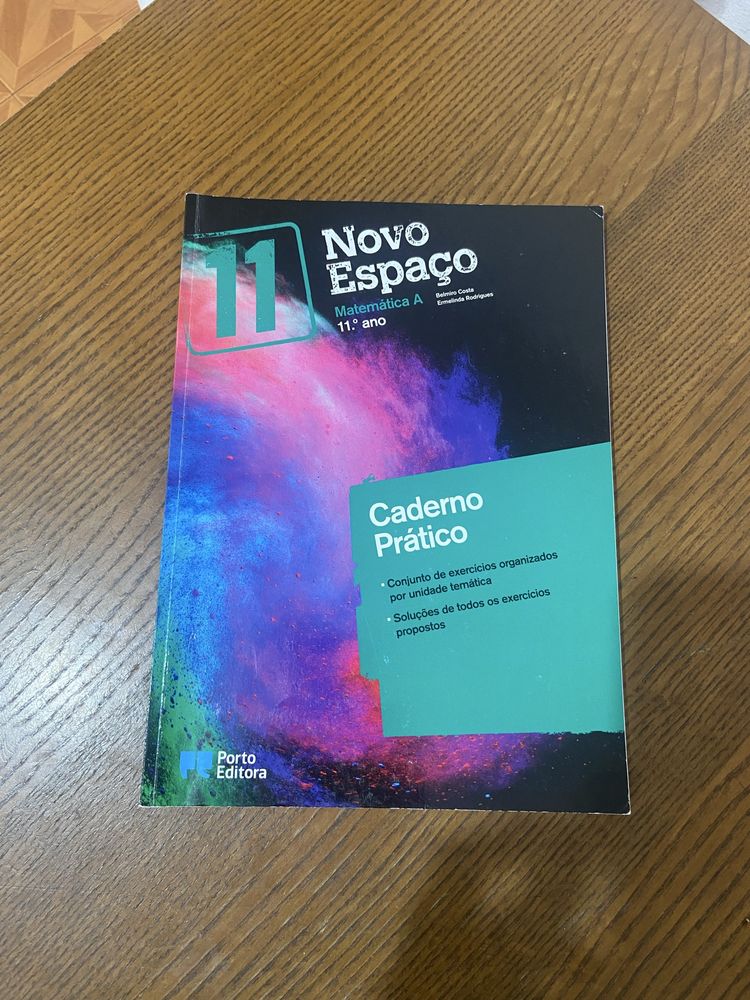 11
Novo
Espaço
Matemática A
11.º ano
Belmiro Costa
Ermelinda Rodrigues
Caderno
Prático
• Conjunto de exercícios organizados
por unidade temática
• Soluções de todos os exercícios
propostos
Porto
Editora